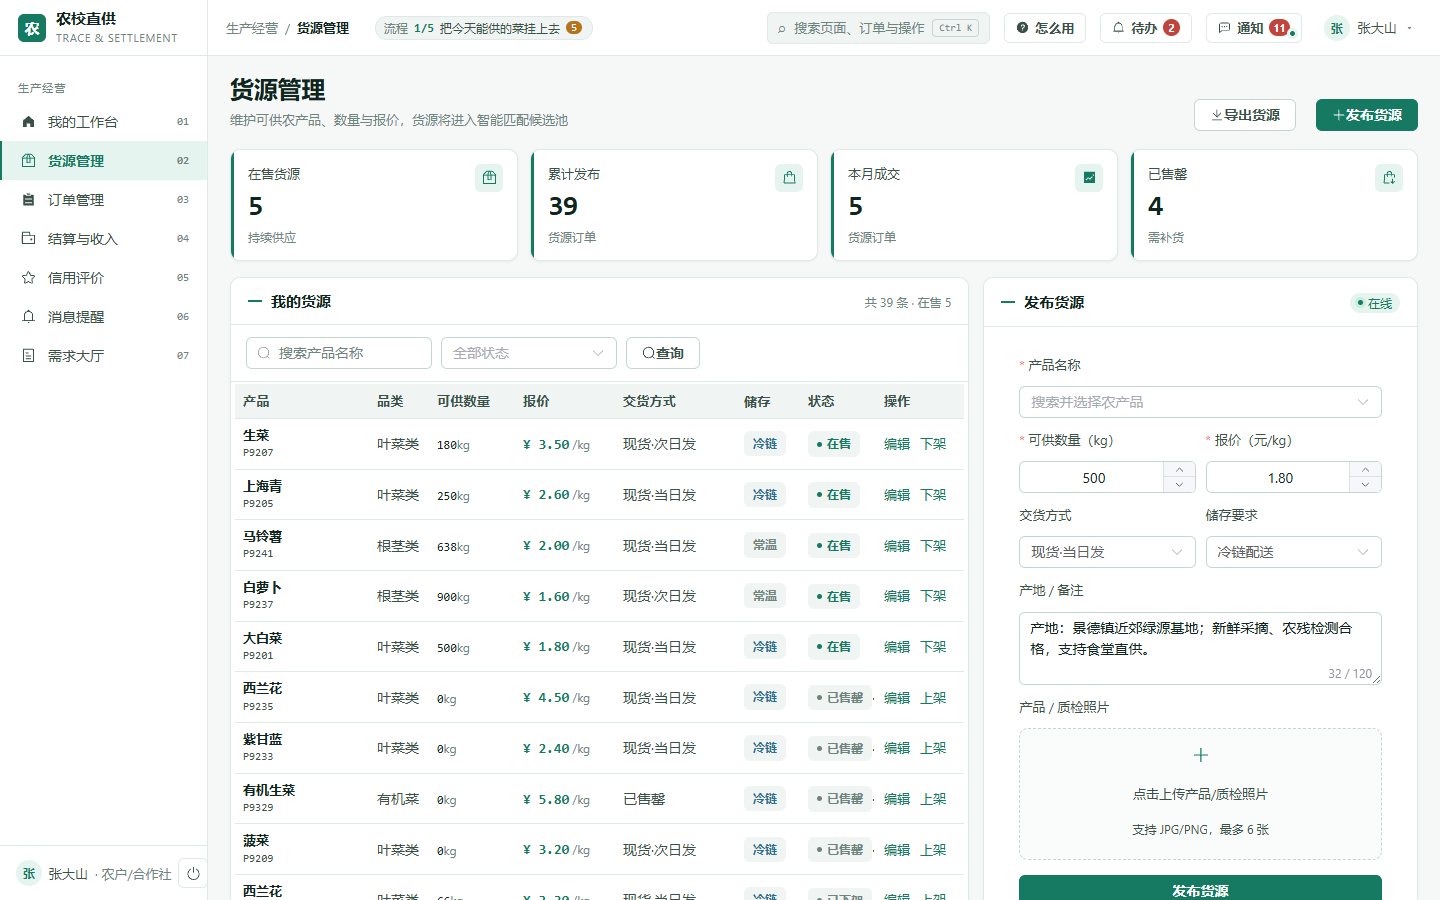 农
农校直供
TRACE & SETTLEMENT
生产经营 / 货源管理
流程 1/5 把今天能供的菜挂上去 5
搜索页面、订单与操作 Ctrl K
怎么用
待办 2
通知 11
张 张大山
生产经营
我的工作台 01
货源管理 02
订单管理 03
结算与收入 04
信用评价 05
消息提醒 06
需求大厅 07
张 张大山 · 农户/合作社
货源管理
维护可供农产品、数量与报价，货源将进入智能匹配候选池
导出货源
发布货源
在售货源
5
持续供应
累计发布
39
货源订单
本月成交
5
货源订单
已售罄
4
需补货
我的货源
共 39 条 · 在售 5
搜索产品名称
全部状态
查询
产品 品类 可供数量 报价 交货方式 储存 状态 操作
生菜 P9207 叶菜类 180kg ¥ 3.50 /kg 现货·次日发 冷链 在售 编辑 下架
上海青 P9205 叶菜类 250kg ¥ 2.60 /kg 现货·当日发 冷链 在售 编辑 下架
马铃薯 P9241 根茎类 638kg ¥ 2.00 /kg 现货·当日发 常温 在售 编辑 下架
白萝卜 P9237 根茎类 900kg ¥ 1.60 /kg 现货·次日发 常温 在售 编辑 下架
大白菜 P9201 叶菜类 500kg ¥ 1.80 /kg 现货·当日发 冷链 在售 编辑 下架
西兰花 P9235 叶菜类 0kg ¥ 4.50 /kg 现货·当日发 冷链 已售罄 编辑 上架
紫甘蓝 P9233 叶菜类 0kg ¥ 2.40 /kg 现货·当日发 冷链 已售罄 编辑 上架
有机生菜 P9329 有机菜 0kg ¥ 5.80 /kg 已售罄 冷链 已售罄 编辑 上架
菠菜 P9209 叶菜类 0kg ¥ 3.20 /kg 现货·次日发 冷链 已售罄 编辑 上架
西兰花 叶菜类 冷链 已下架 编辑 上架
发布货源
在线
* 产品名称
搜索并选择农产品
* 可供数量（kg）
500
* 报价（元/kg）
1.80
交货方式
现货·当日发
储存要求
冷链配送
产地 / 备注
产地：景德镇近郊绿源基地；新鲜采摘、农残检测合
格，支持食堂直供。
32 / 120
产品 / 质检照片
点击上传产品/质检照片
支持 JPG/PNG，最多 6 张
发布货源